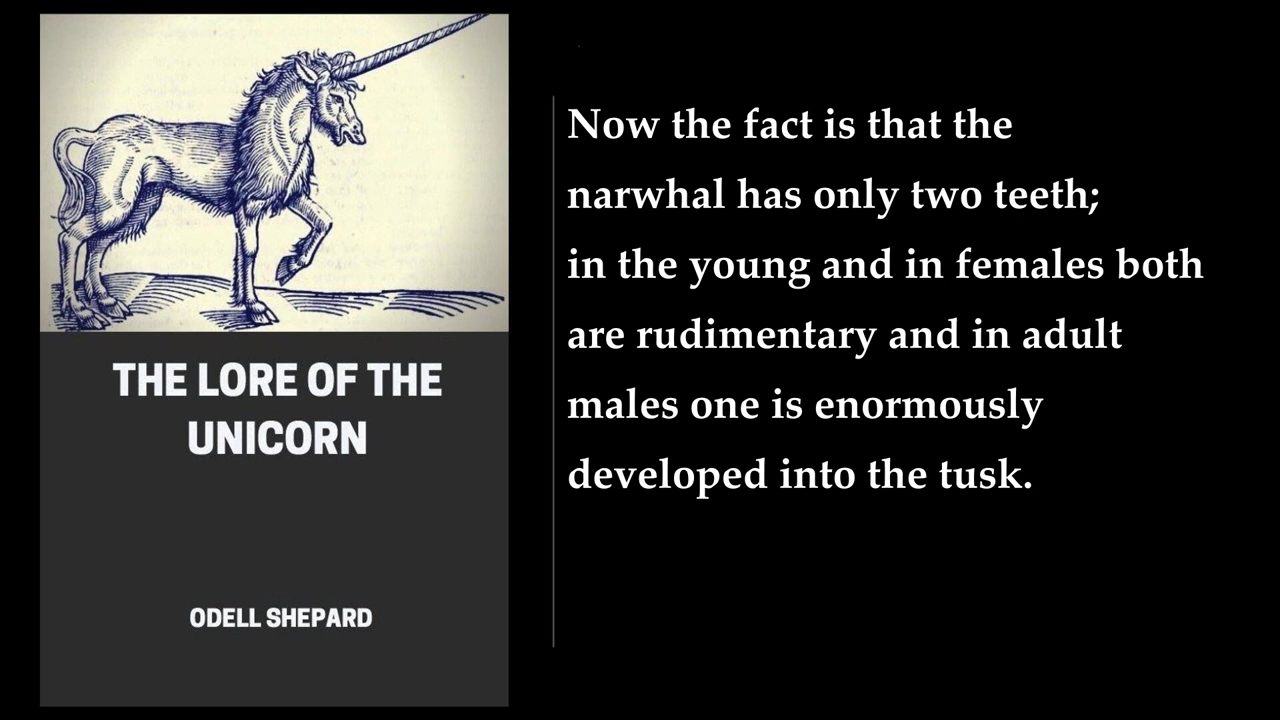 THE LORE OF THE
UNICORN
ODELL SHEPARD
Now the fact is that the
narwhal has only two teeth;
in the young and in females both
are rudimentary and in adult
males one is enormously
developed into the tusk.